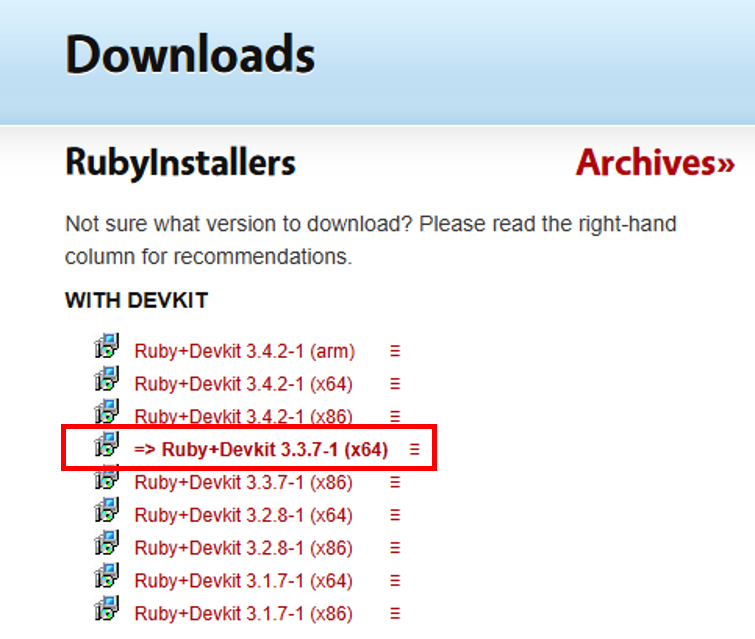 Downloads
RubyInstallers
Archives»
Not sure what version to download? Please read the right-hand
column for recommendations.
WITH DEVKIT
Ruby+Devkit 3.4.2-1 (arm)
Ruby+Devkit 3.4.2-1 (x64)
Ruby+Devkit 3.4.2-1 (x86)
=> Ruby+Devkit 3.3.7-1 (x64)
Ruby+Devkit 3.3.7-1 (x86)
Ruby+Devkit 3.2.8-1 (x64)
Ruby+Devkit 3.2.8-1 (x86)
Ruby+Devkit 3.1.7-1 (x64)
Ruby+Devkit 3.1.7-1 (x86)